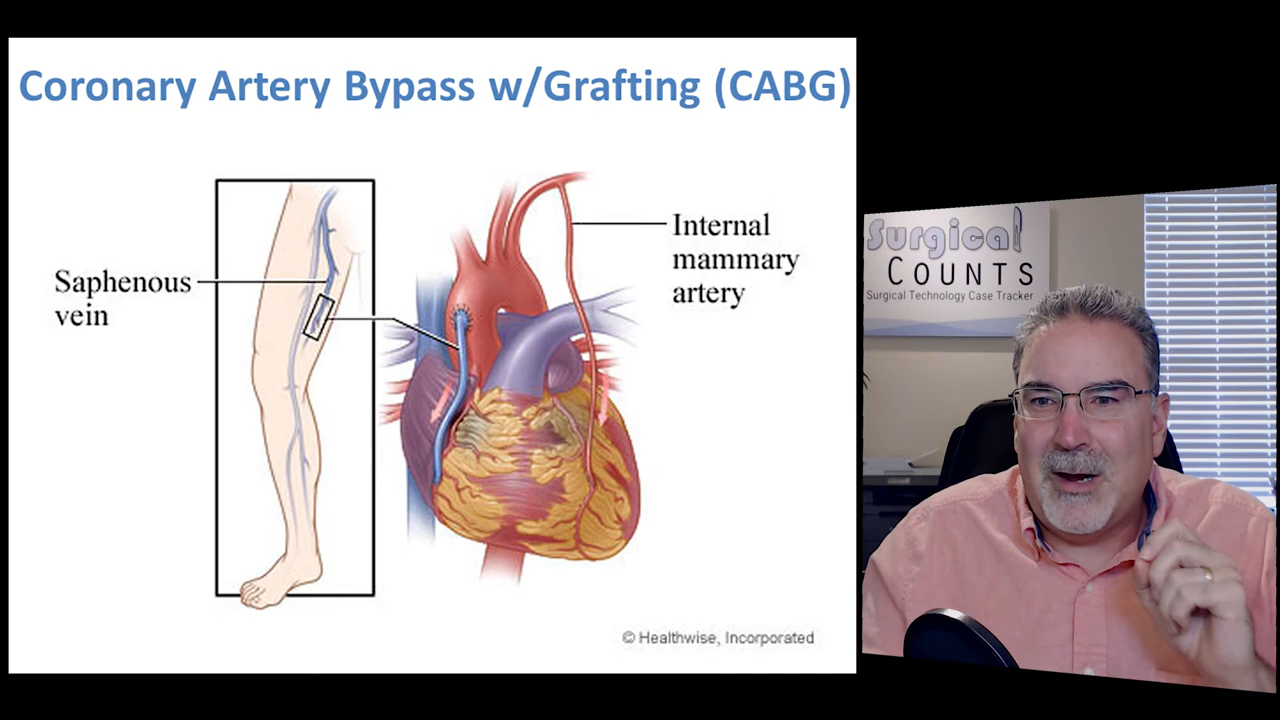 Coronary Artery Bypass w/Grafting (CABG)
Saphenous
vein
Internal
mammary
artery
© Healthwise, Incorporated
Surgical
COUNTS
Surgical Technology Case Tracker